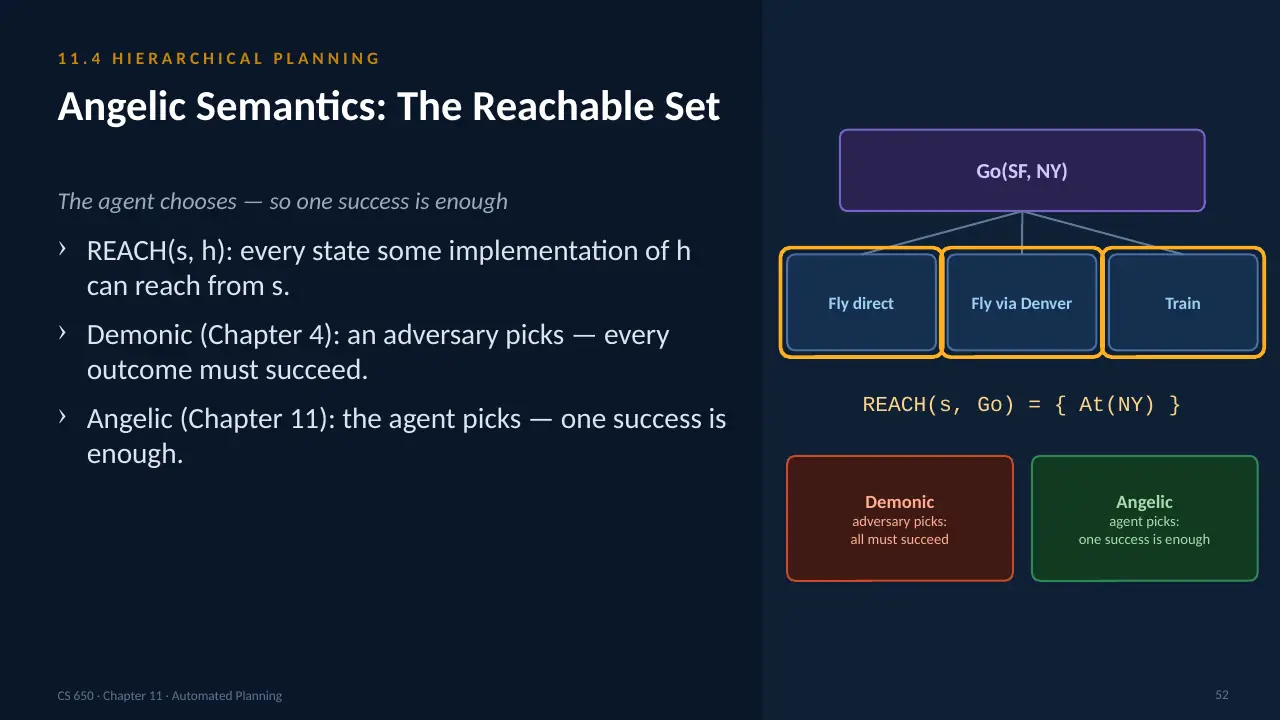 11.4 HIERARCHICAL PLANNING
Angelic Semantics: The Reachable Set
The agent chooses — so one success is enough
› REACH(s, h): every state some implementation of h
can reach from s.
› Demonic (Chapter 4): an adversary picks — every
outcome must succeed.
› Angelic (Chapter 11): the agent picks — one success is
enough.
Go(SF, NY)
Fly direct
Fly via Denver
Train
REACH(s, Go) = { At(NY) }
Demonic
adversary picks:
all must succeed
Angelic
agent picks:
one success is enough
CS 650 · Chapter 11 · Automated Planning
52